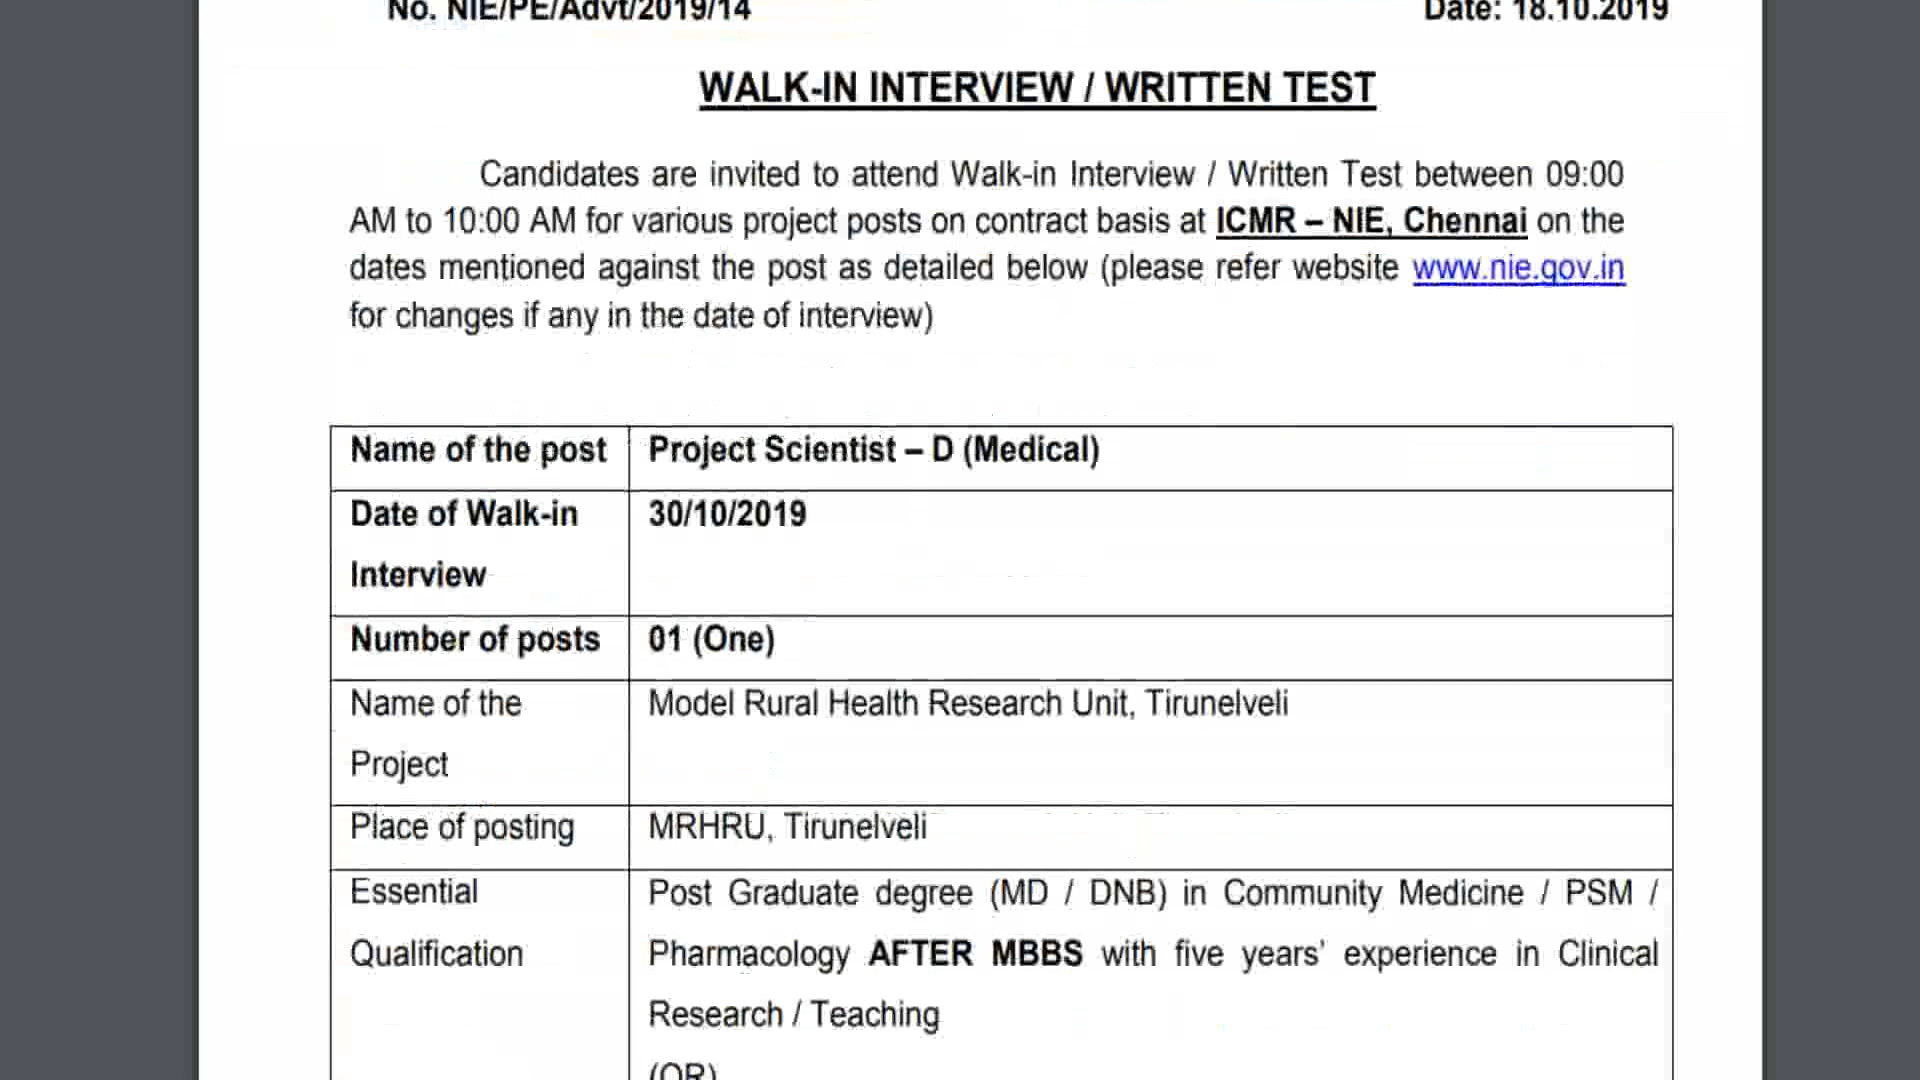 No. NIE/PE/Advt/2019/14 Date: 18.10.2019
WALK-IN INTERVIEW / WRITTEN TEST
Candidates are invited to attend Walk-in Interview / Written Test between 09:00
AM to 10:00 AM for various project posts on contract basis at ICMR – NIE, Chennai on the
dates mentioned against the post as detailed below (please refer website www.nie.gov.in
for changes if any in the date of interview)
Name of the post Project Scientist – D (Medical)
Date of Walk-in 30/10/2019
Interview
Number of posts 01 (One)
Name of the Model Rural Health Research Unit, Tirunelveli
Project
Place of posting MRHRU, Tirunelveli
Essential Post Graduate degree (MD / DNB) in Community Medicine / PSM /
Qualification Pharmacology AFTER MBBS with five years’ experience in Clinical
Research / Teaching
(OR)